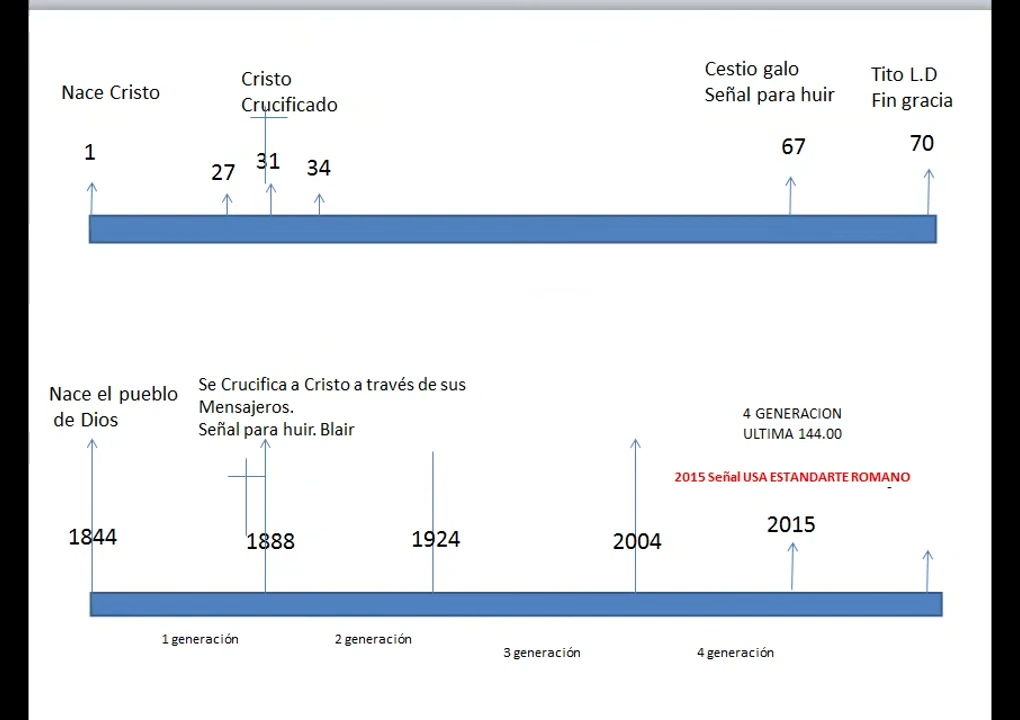 Nace Cristo
Cristo
Crucificado
Cestio galo
Señal para huir
Tito L.D
Fin gracia
1
27
31
34
67
70
Nace el pueblo
de Dios
Se Crucifica a Cristo a través de sus
Mensajeros.
Señal para huir. Blair
4 GENERACION
ULTIMA 144.00
2015 Señal USA ESTANDARTE ROMANO
1844
1888
1924
2004
2015
1 generación
2 generación
3 generación
4 generación